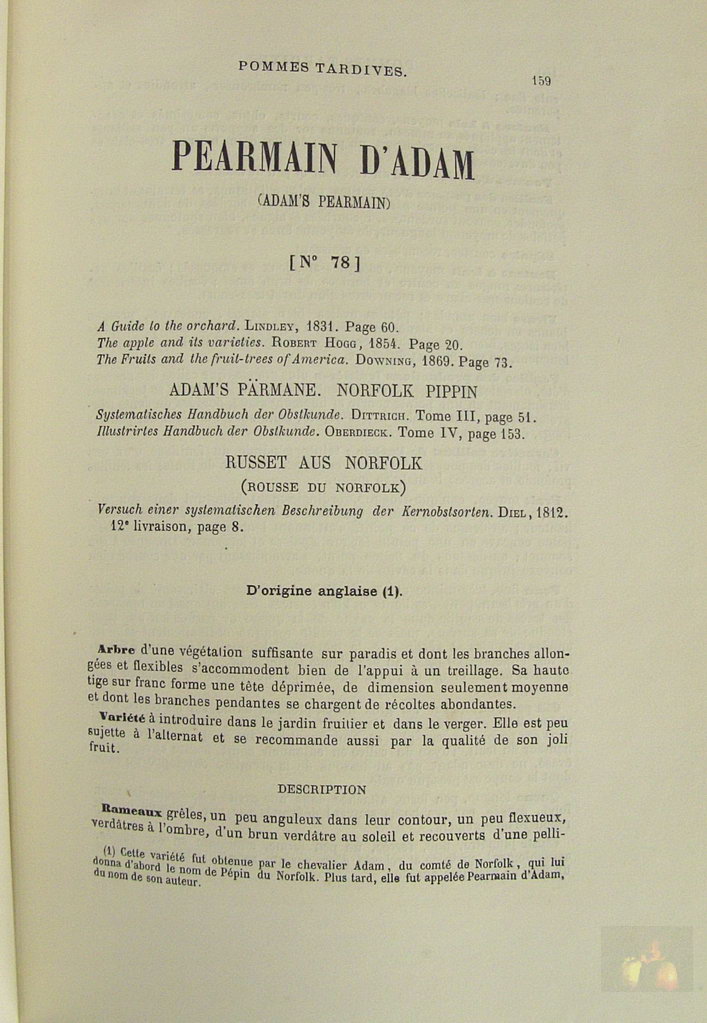 POMMES TARDIVES.
159
PEARMAIN D'ADAM
(ADAM'S PEARMAIN)
[N° 78]
A Guide to the orchard. LINDLEY, 1831. Page 60.
The apple and its varieties. ROBERT HOGG, 1854. Page 20.
The Fruits and the fruit-trees of America. DOWNING, 1869. Page 73.
ADAM'S PÄRMANE. NORFOLK PIPPIN
Systematisches Handbuch der Obstkunde. DITTRICH. Tome III, page 51.
Illustrirtes Handbuch der Obstkunde. OBERDIECK. Tome IV, page 153.
RUSSET AUS NORFOLK
(ROUSSE DU NORFOLK)
Versuch einer systematischen Beschreibung der Kernobstsorten. DIEL, 1812.
12e livraison, page 8.
D'origine anglaise (1).
Arbre d'une végétation suffisante sur paradis et dont les branches allon-
gées et flexibles s'accommodent bien de l'appui à un treillage. Sa haute
tige sur franc forme une tête déprimée, de dimension seulement moyenne
et dont les branches pendantes se chargent de récoltes abondantes.
Variété à introduire dans le jardin fruitier et dans le verger. Elle est peu
sujette à l'alternat et se recommande aussi par la qualité de son joli
fruit.
DESCRIPTION
Rameaux grêles, un peu anguleux dans leur contour, un peu flexueux,
verdâtres à l'ombre, d'un brun verdâtre au soleil et recouverts d'une pelli-
(1) Cette variété fut obtenue par le chevalier Adam, du comté de Norfolk, qui lui
donna d'abord le nom de Pépin du Norfolk. Plus tard, elle fut appelée Pearmain d'Adam,
du nom de son auteur.